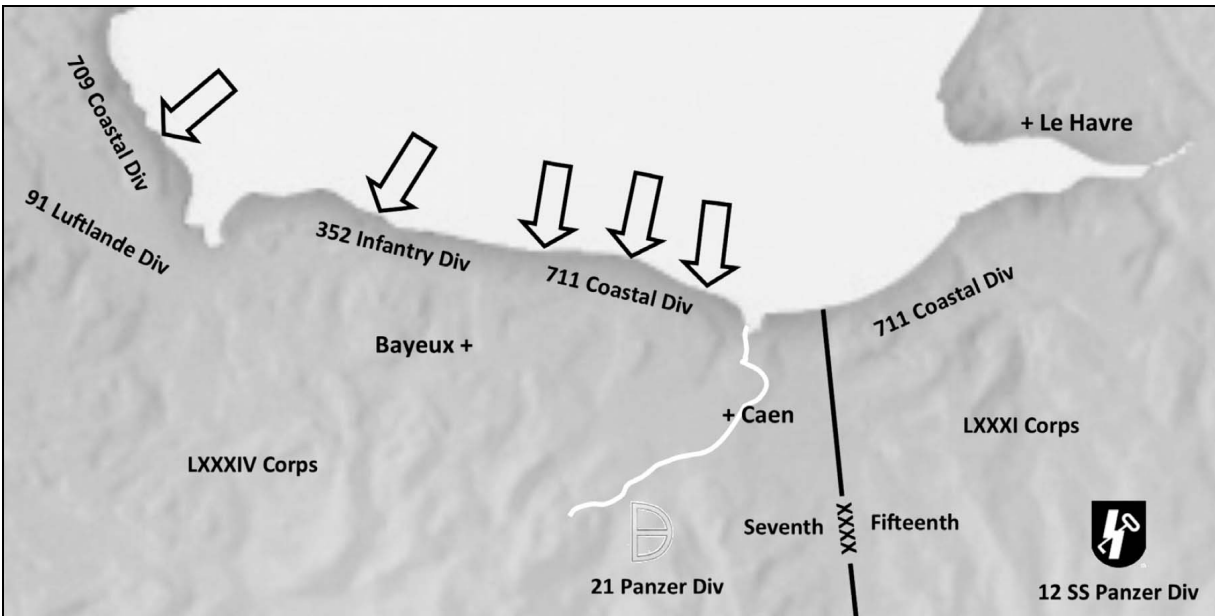 709 Coastal Div
+ Le Havre
91 Luftlande Div
352 Infantry Div
711 Coastal Div
711 Coastal Div
Bayeux +
+ Caen
LXXXIV Corps
LXXXI Corps
Seventh
XXXX
Fifteenth
21 Panzer Div
12 SS Panzer Div